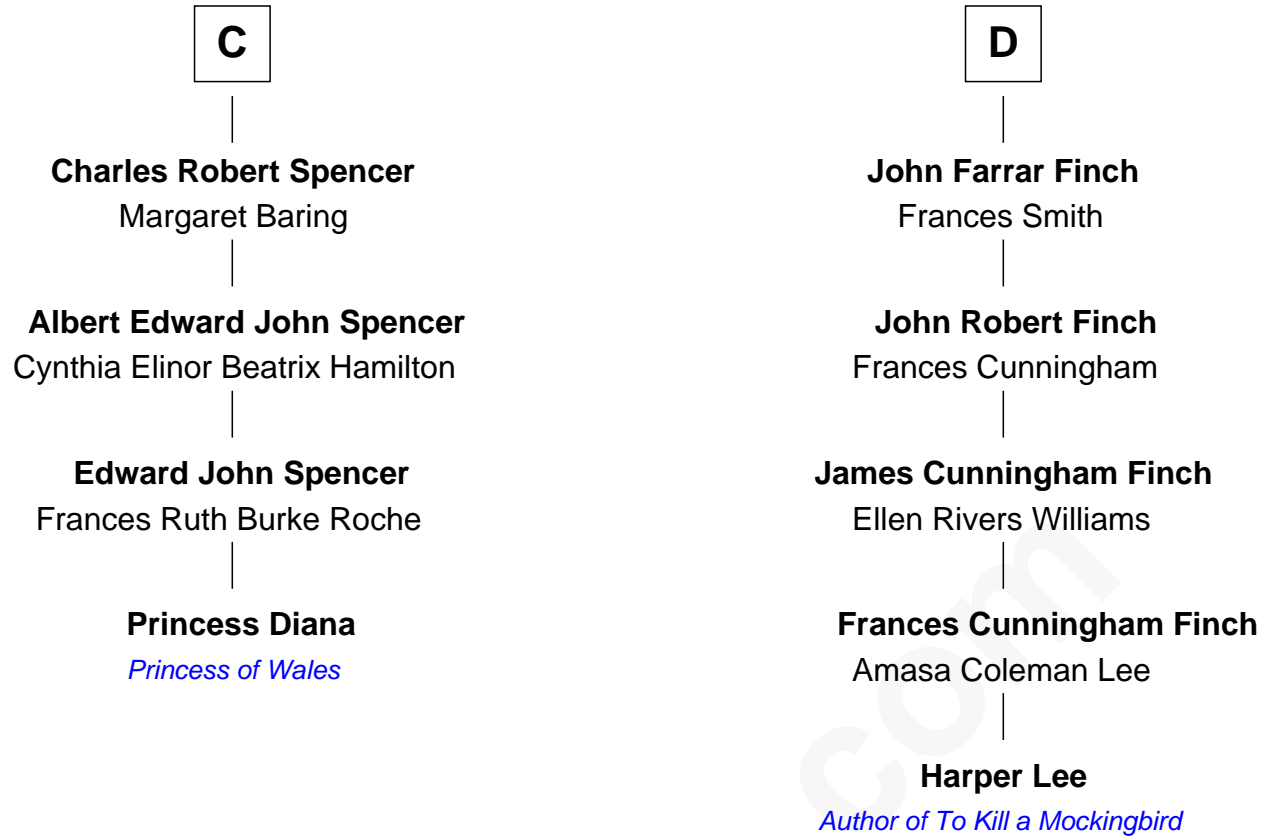 C
Charles Robert Spencer
Margaret Baring
Albert Edward John Spencer
Cynthia Elinor Beatrix Hamilton
Edward John Spencer
Frances Ruth Burke Roche
Princess Diana
Princess of Wales
D
John Farrar Finch
Frances Smith
John Robert Finch
Frances Cunningham
James Cunningham Finch
Ellen Rivers Williams
Frances Cunningham Finch
Amasa Coleman Lee
Harper Lee
Author of To Kill a Mockingbird
com